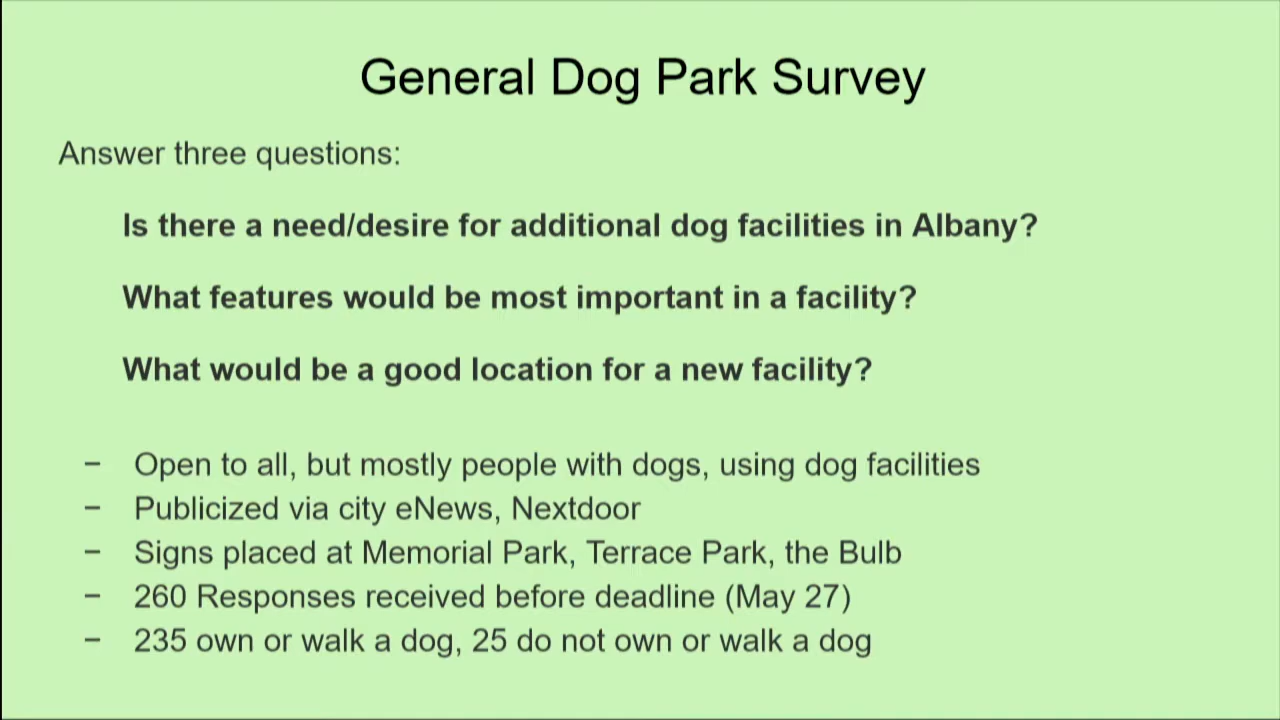 General Dog Park Survey
Answer three questions:
Is there a need/desire for additional dog facilities in Albany?
What features would be most important in a facility?
What would be a good location for a new facility?
− Open to all, but mostly people with dogs, using dog facilities
− Publicized via city eNews, Nextdoor
− Signs placed at Memorial Park, Terrace Park, the Bulb
− 260 Responses received before deadline (May 27)
− 235 own or walk a dog, 25 do not own or walk a dog